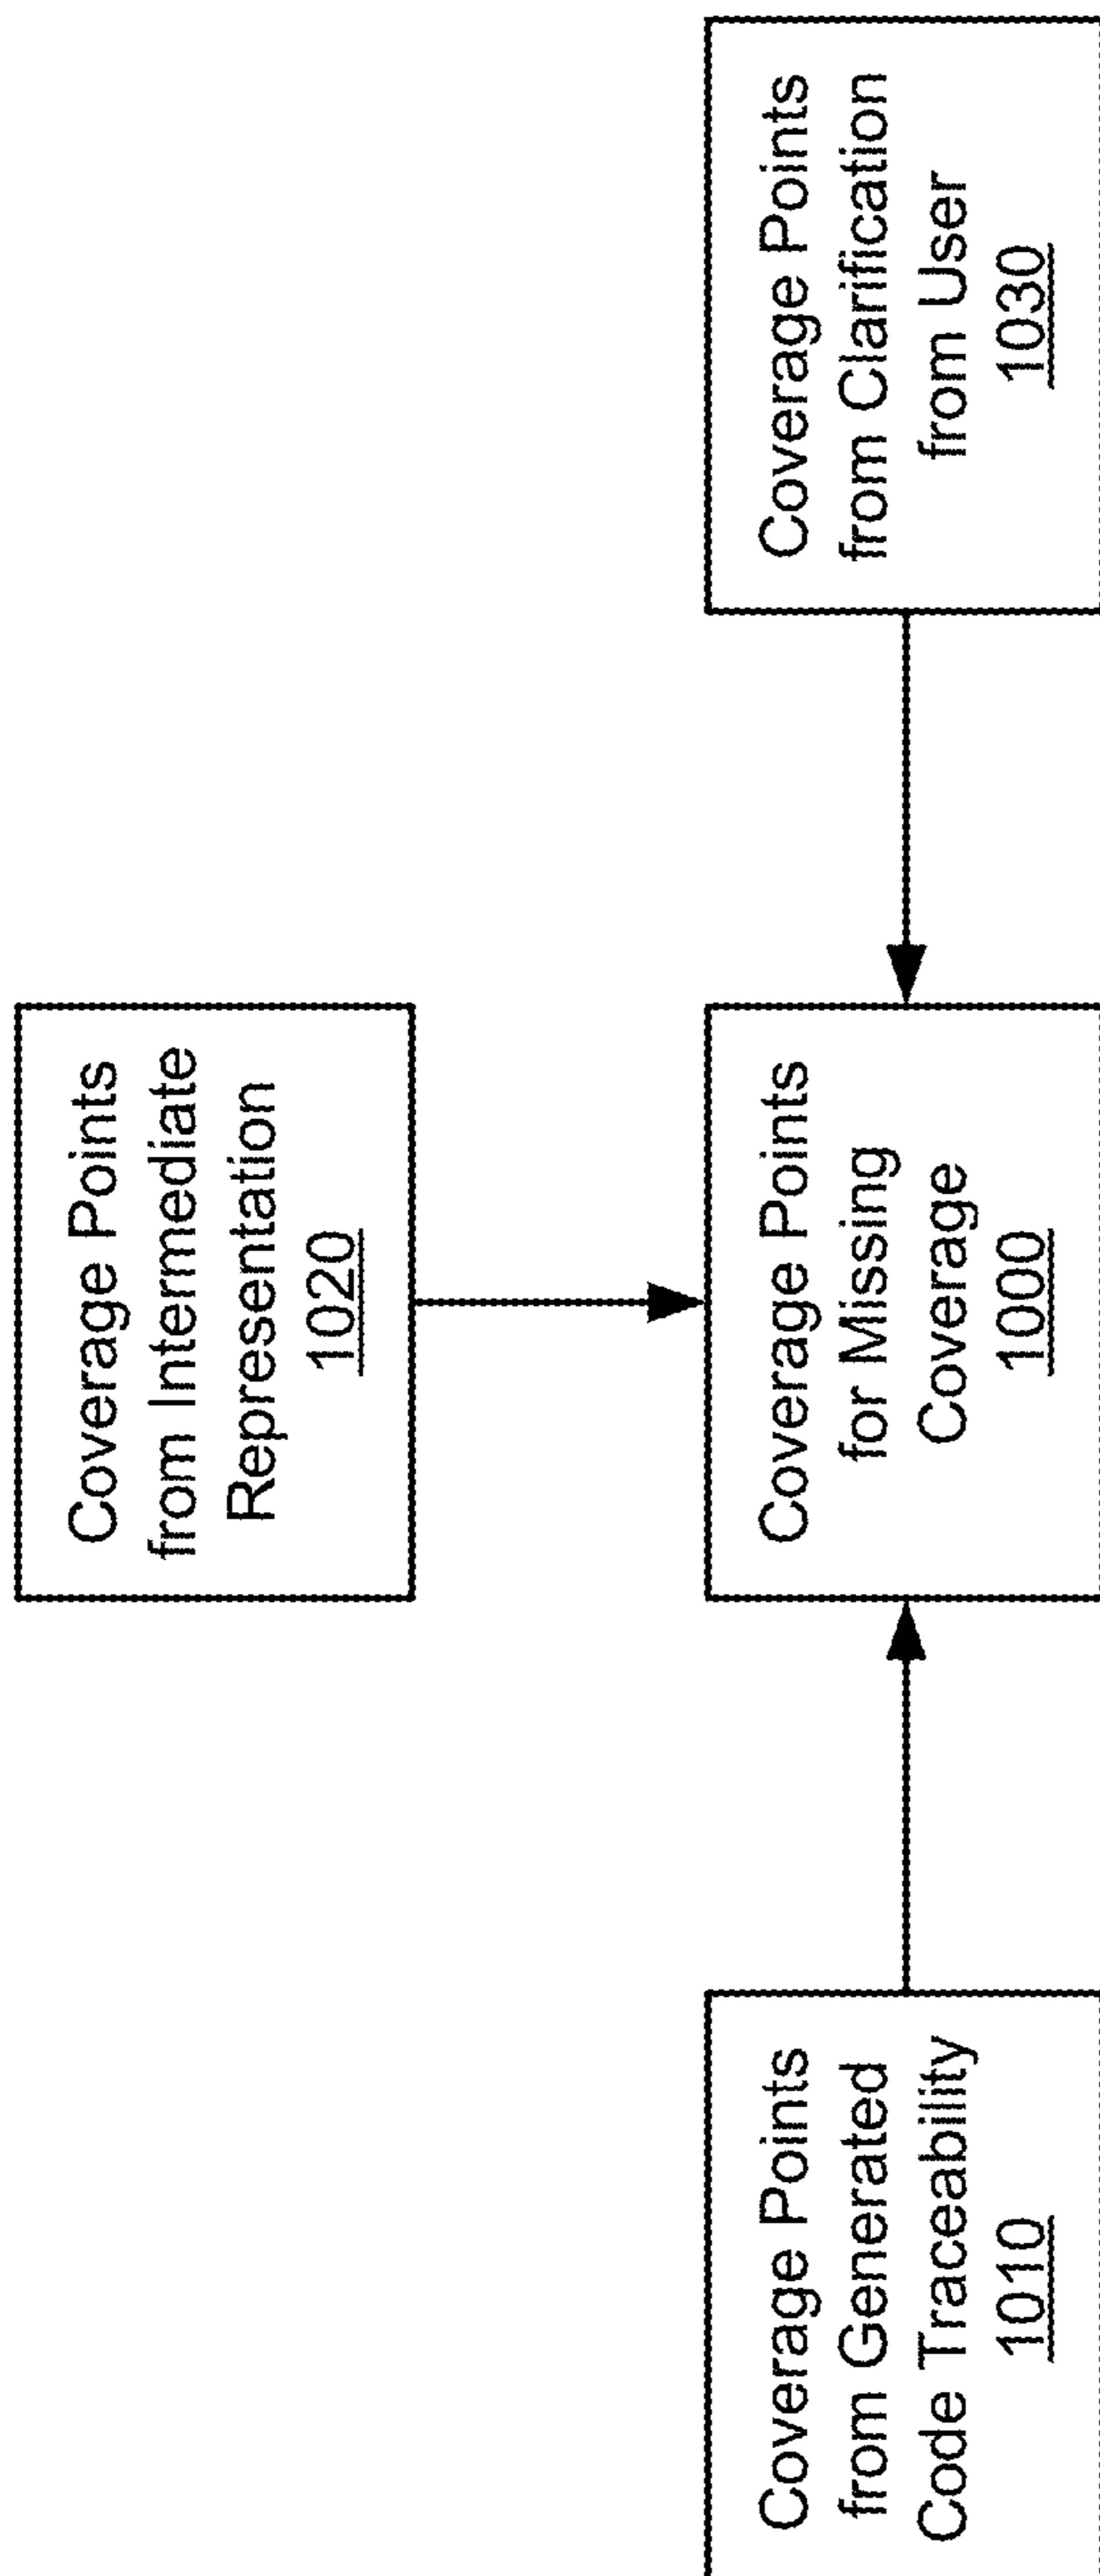 Coverage Points
from Intermediate
Representation
1020
Coverage Points
from Generated
Code Traceability
1010
Coverage Points
for Missing
Coverage
1000
Coverage Points
from Clarification
from User
1030